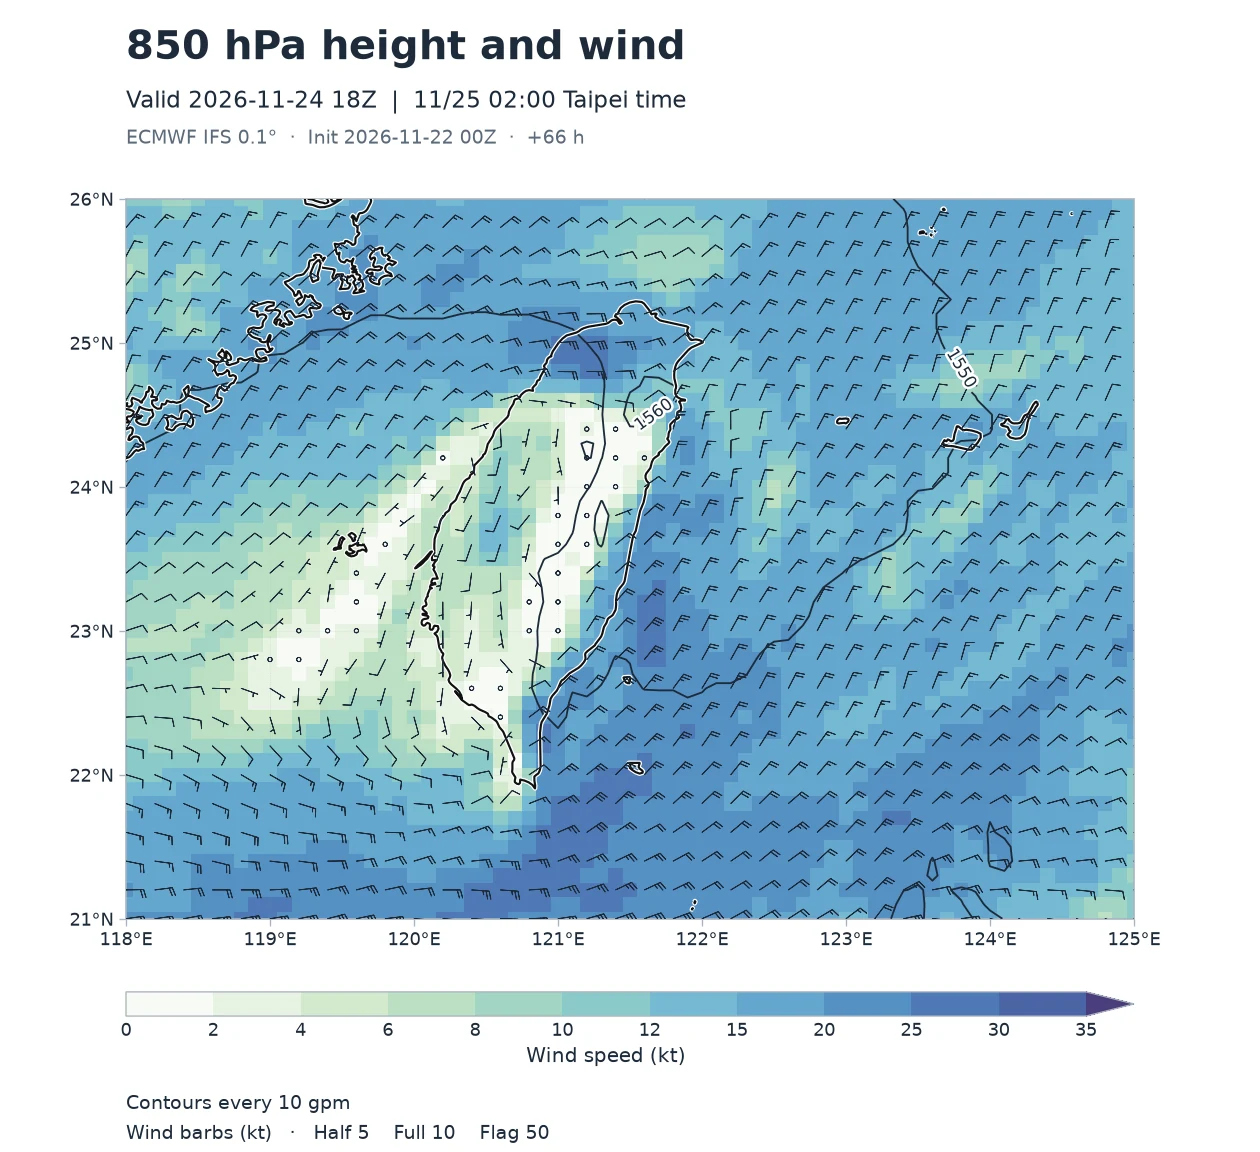 850 hPa height and wind
Valid 2026-11-24 18Z | 11/25 02:00 Taipei time
ECMWF IFS 0.1° · Init 2026-11-22 00Z · +66 h
26°N
25°N
24°N
23°N
22°N
21°N
1550
1560
118°E 119°E 120°E 121°E 122°E 123°E 124°E 125°E
0 2 4 6 8 10 12 15 20 25 30 35
Wind speed (kt)
Contours every 10 gpm
Wind barbs (kt) · Half 5 Full 10 Flag 50